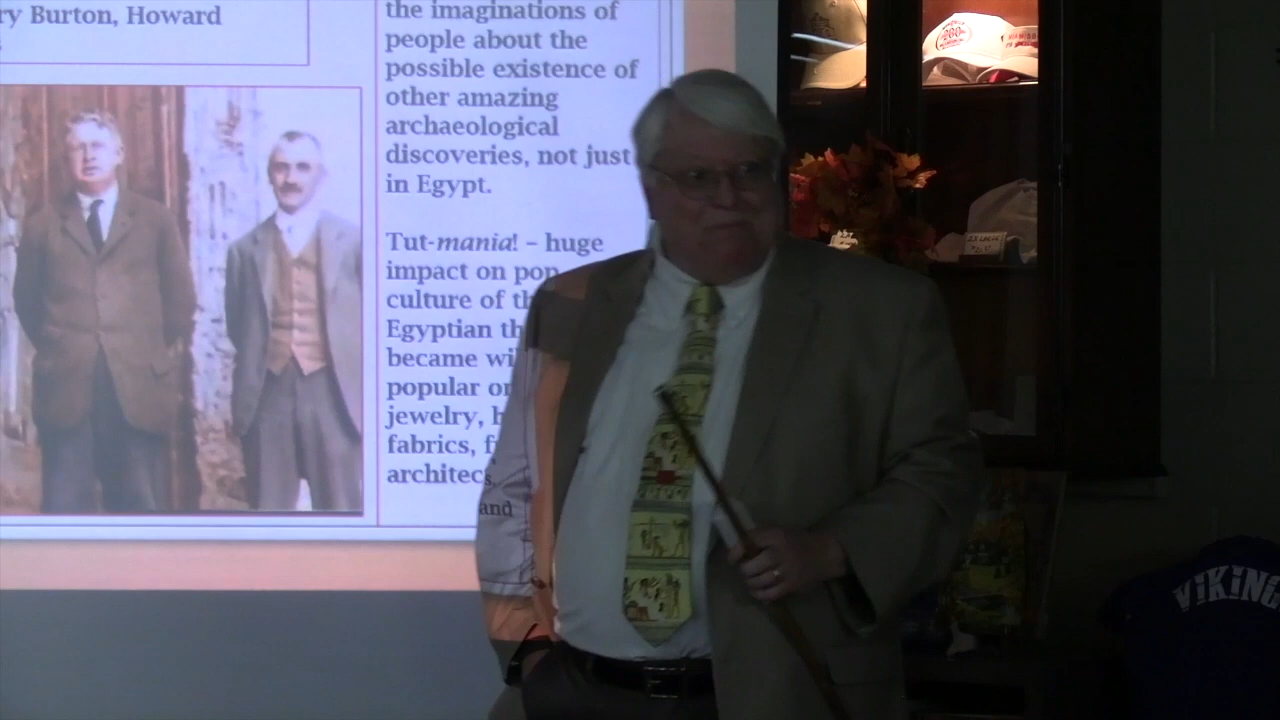 ry Burton, Howard
the imaginations of
people about the
possible existence of
other amazing
archaeological
discoveries, not just
in Egypt.
Tut-mania! – huge
impact on pop
culture of th
Egyptian th
became wi
popular or
jewelry, h
fabrics, f
architecs,
and
VIKING